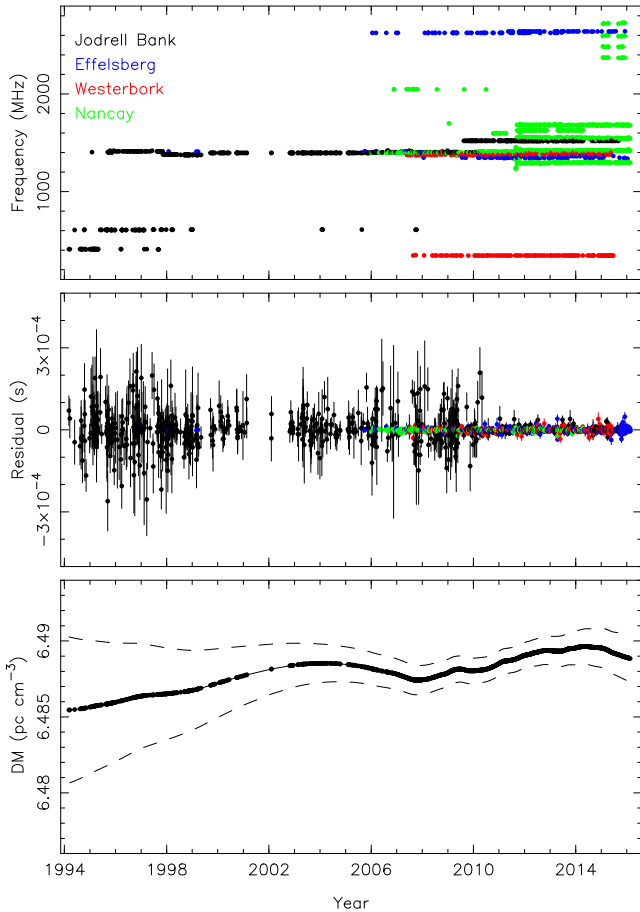 Jodrell Bank
Effelsberg
Westerbork
Nancay
Frequency (MHz)
2000
1000
Residual (s)
3×10⁻⁴
0
−3×10⁻⁴
DM (pc cm⁻³)
6.49
6.485
6.48
1994 1998 2002 2006 2010 2014
Year